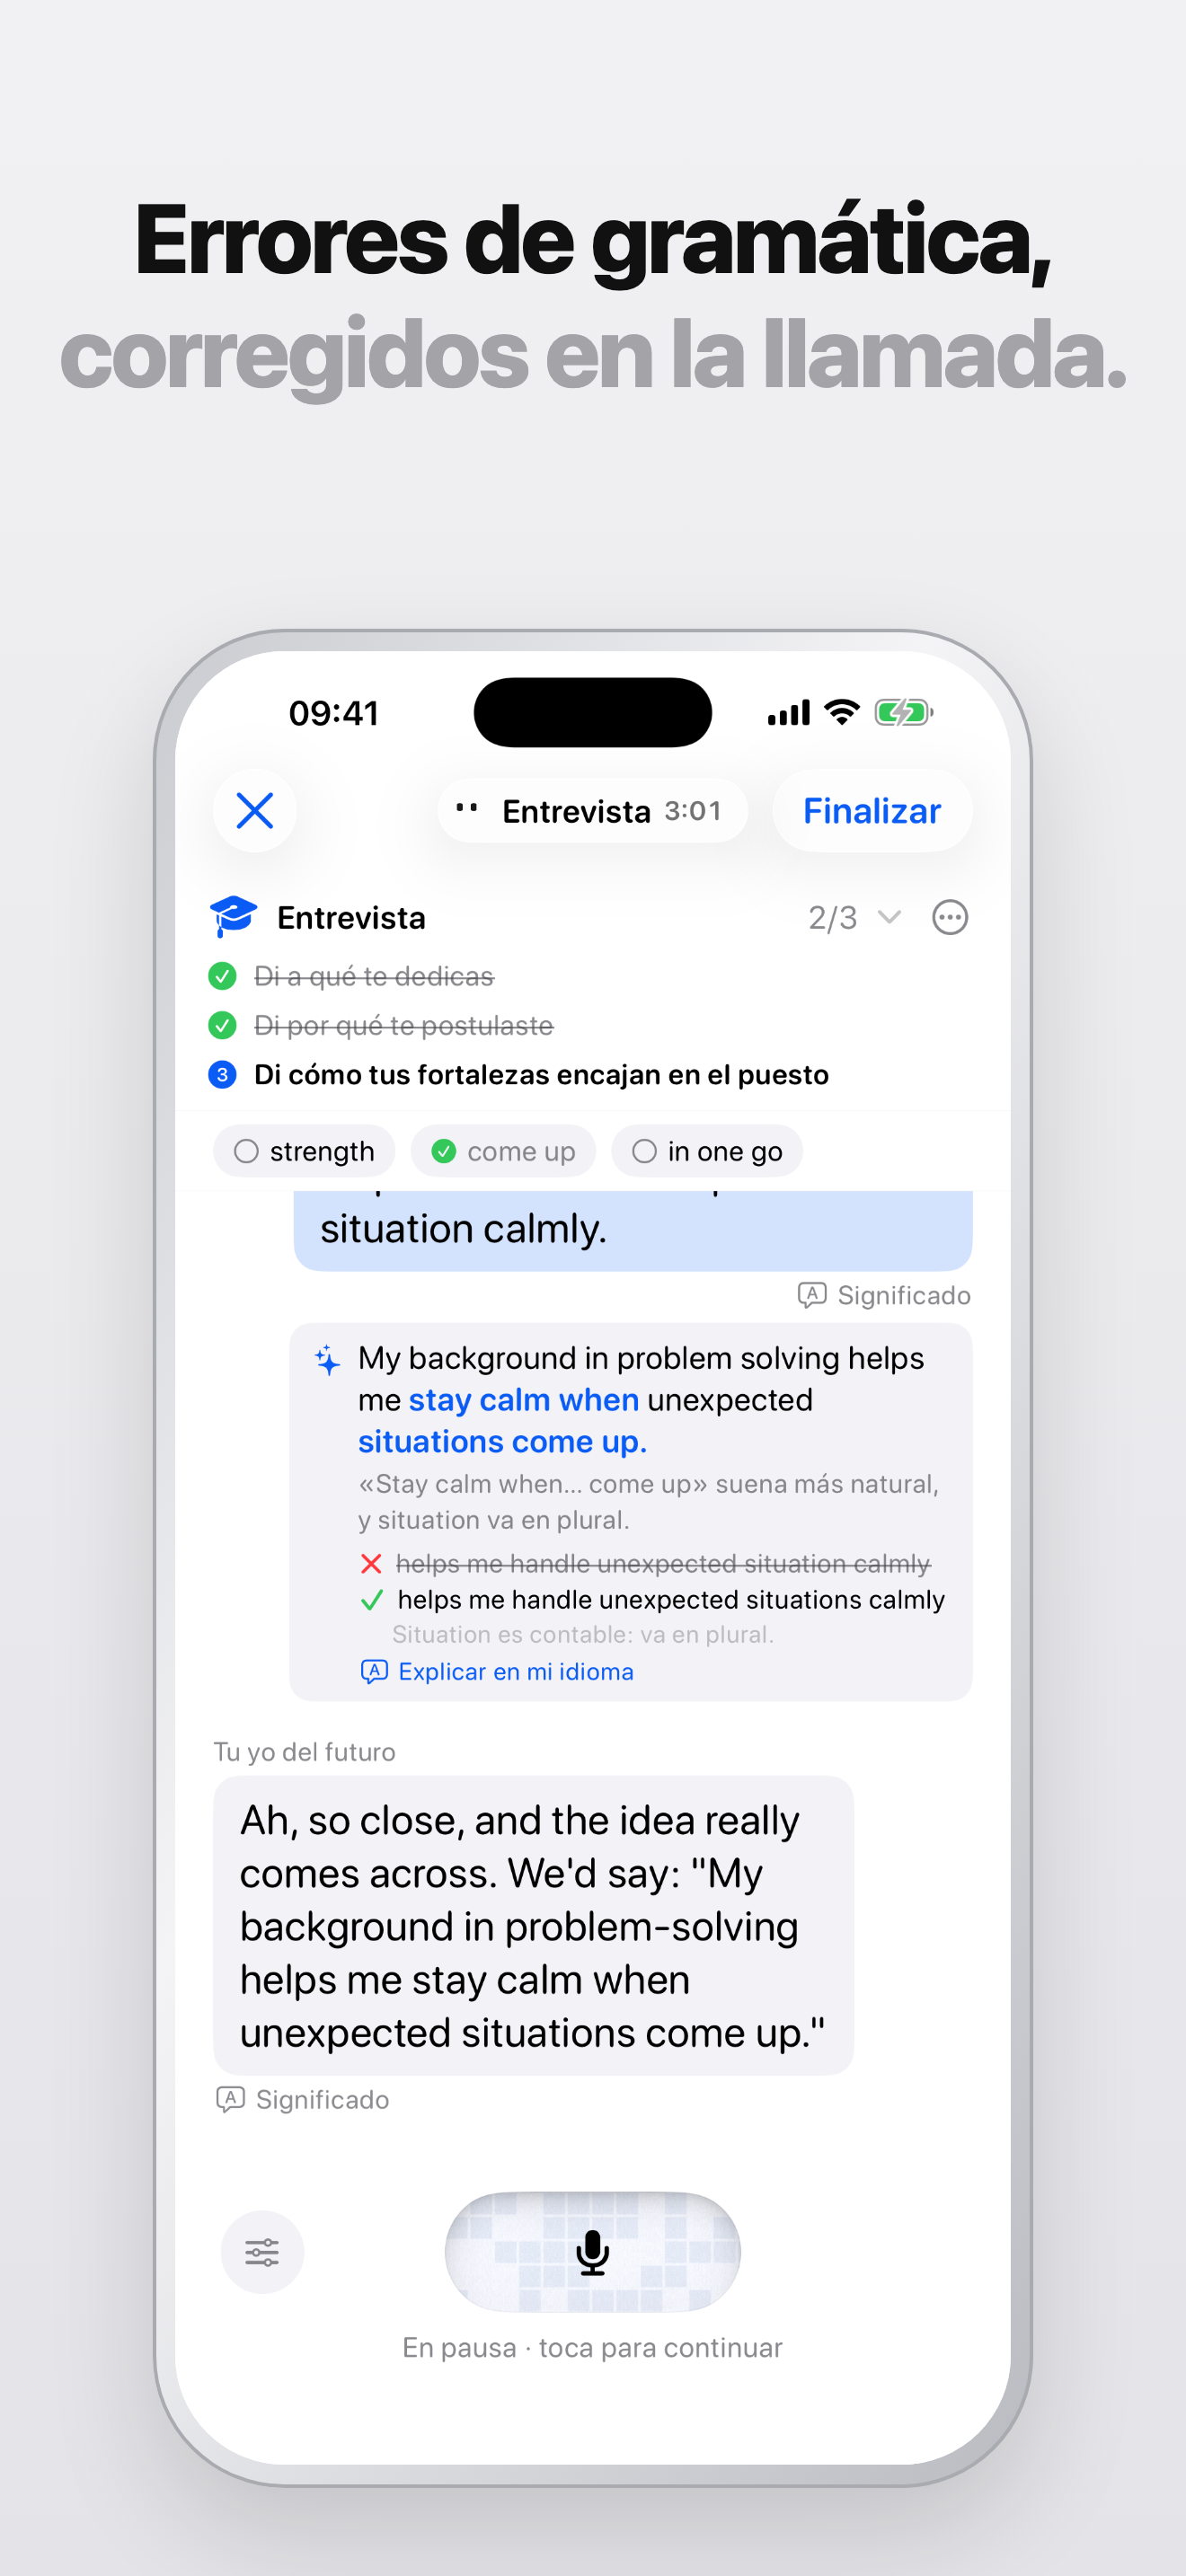 Errores de gramática,
corregidos en la llamada.
09:41
Entrevista 3:01
Finalizar
Entrevista
2/3
Di a qué te dedicas
Di por qué te postulaste
3 Di cómo tus fortalezas encajan en el puesto
strength
come up
in one go
situation calmly.
A Significado
My background in problem solving helps
me stay calm when unexpected
situations come up.
«Stay calm when... come up» suena más natural,
y situation va en plural.
helps me handle unexpected situation calmly
helps me handle unexpected situations calmly
Situation es contable: va en plural.
A Explicar en mi idioma
Tu yo del futuro
Ah, so close, and the idea really
comes across. We'd say: "My
background in problem-solving
helps me stay calm when
unexpected situations come up."
A Significado
En pausa · toca para continuar